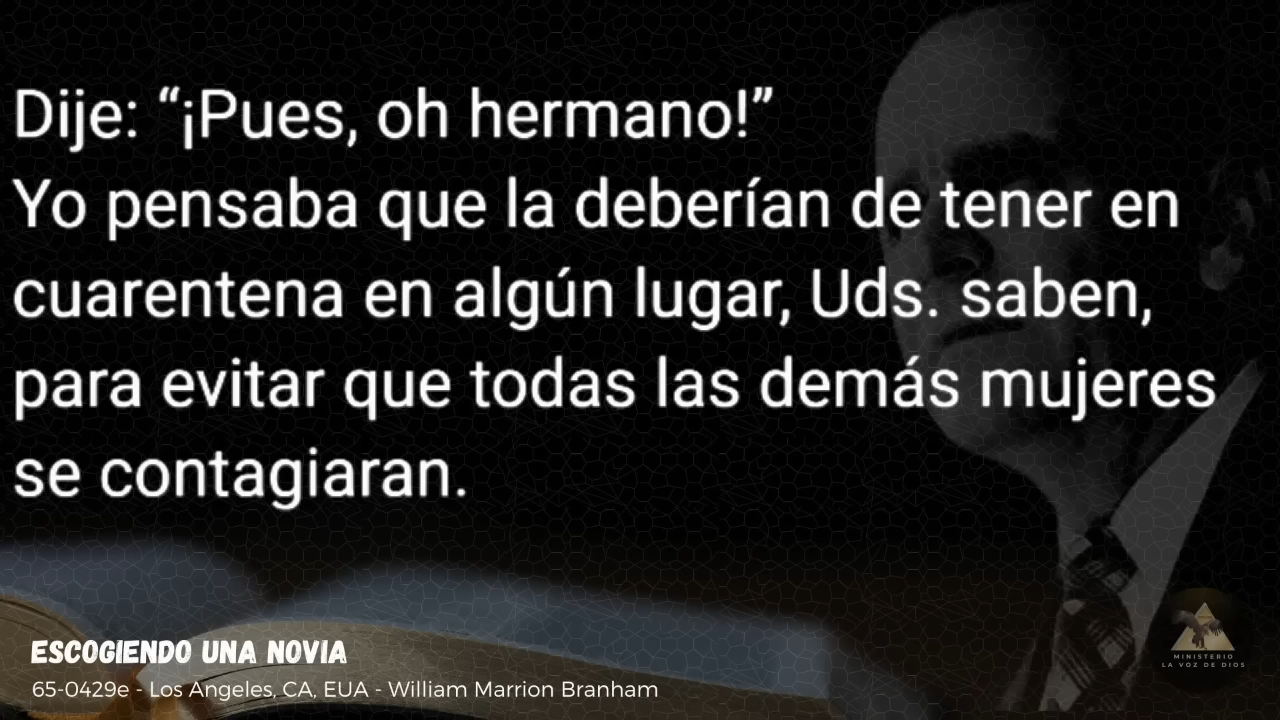 Dije: “¡Pues, oh hermano!”
Yo pensaba que la deberían de tener en
cuarentena en algún lugar, Uds. saben,
para evitar que todas las demás mujeres
se contagiaran.
ESCOGIENDO UNA NOVIA
65-0429e - Los Angeles, CA, EUA - William Marrion Branham
MINISTERIO
LA VOZ DE DIOS